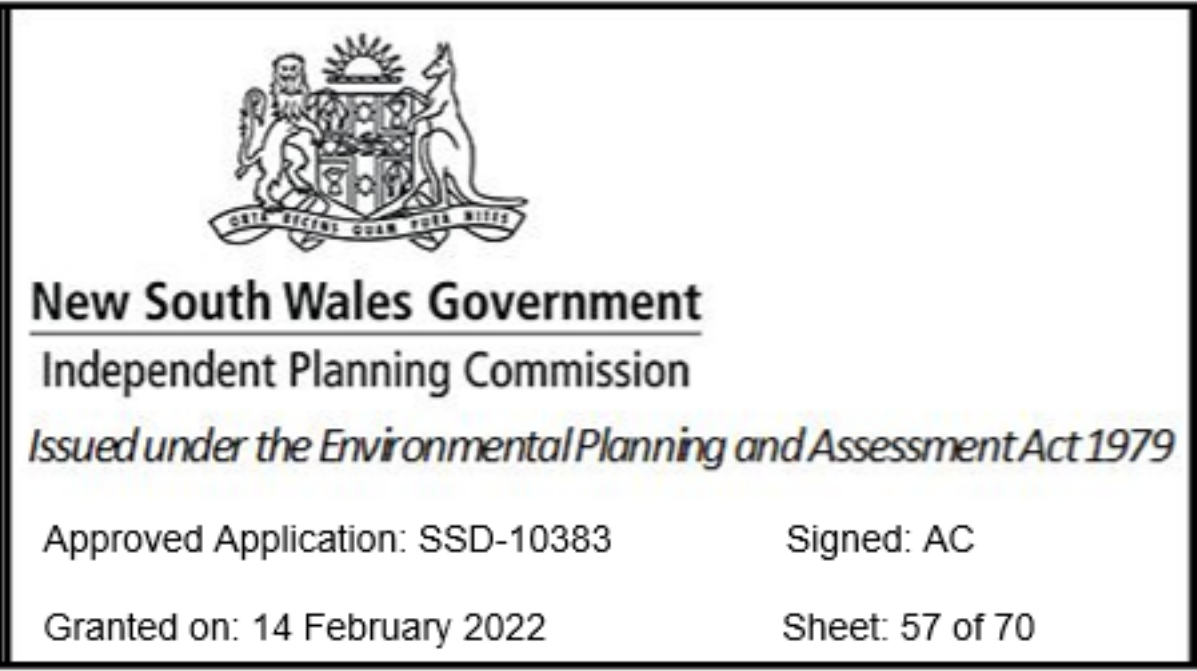 ORTA RECENS QUAM PURA NITES
New South Wales Government
Independent Planning Commission
Issued under the Environmental Planning and Assessment Act 1979
Approved Application: SSD-10383 Signed: AC
Granted on: 14 February 2022 Sheet: 57 of 70